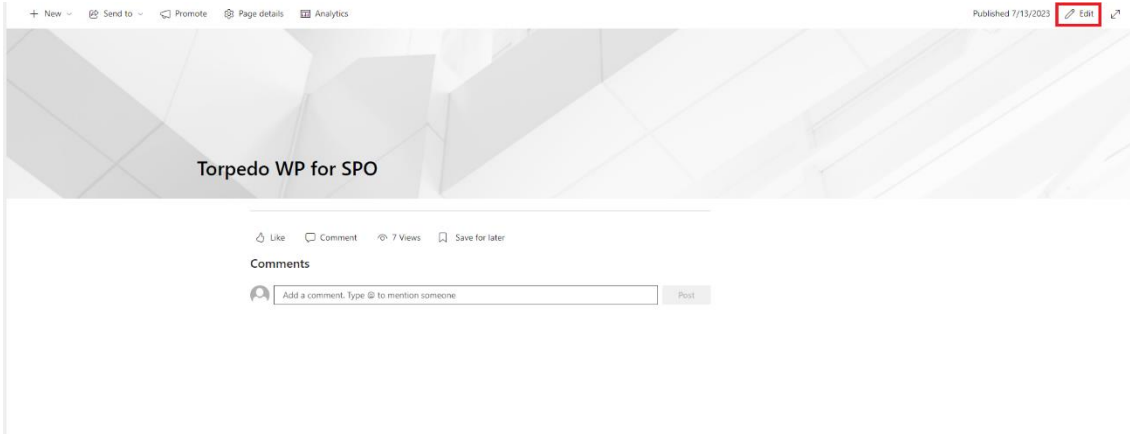 New Send to Promote Page details Analytics Published 7/13/2023 Edit
Torpedo WP for SPO
Like Comment 7 Views Save for later
Comments
Add a comment. Type @ to mention someone Post